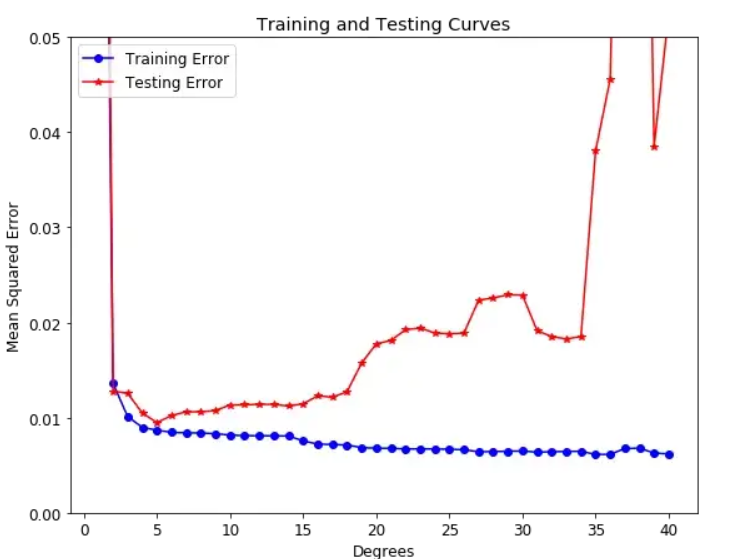 Training and Testing Curves
0.05
Training Error
Testing Error
0.04
0.03
Mean Squared Error
0.02
0.01
0.00
0 5 10 15 20 25 30 35 40
Degrees